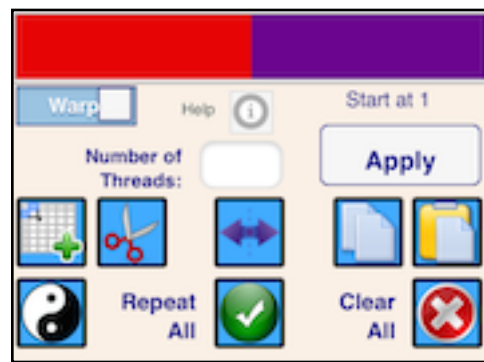 Warp
Help
Start at 1
Number of
Threads:
Apply
Repeat
All
Clear
All